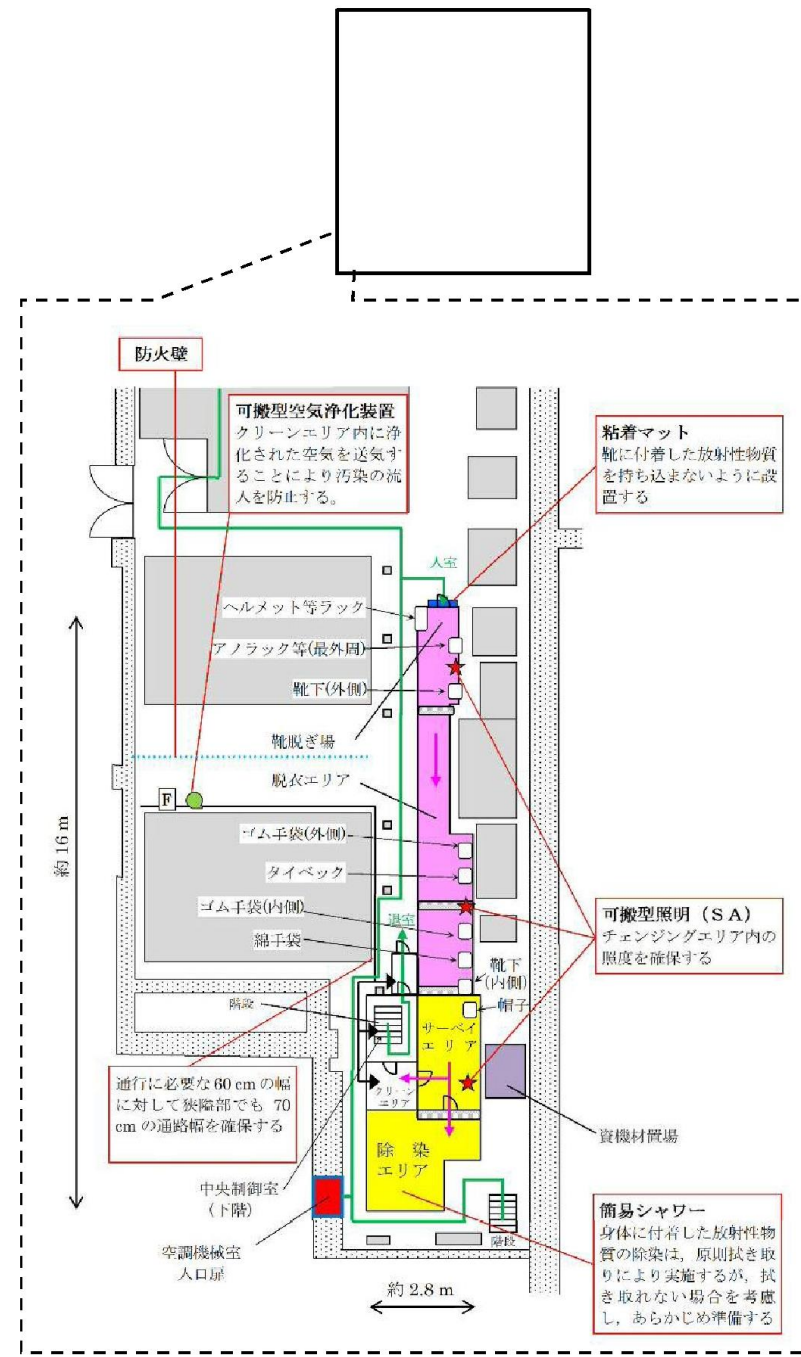 防火壁
可搬型空気浄化装置
クリーンエリア内に浄
化された空気を送気す
ることにより汚染の流
入を防止する。
粘着マット
靴に付着した放射性物質
を持ち込まないように設
置する
入室
ヘルメット等ラック
アノラック等(最外周)
靴下(外側)
靴脱ぎ場
脱衣エリア
F
ゴム手袋(外側)
タイベック
ゴム手袋(内側)
綿手袋
退室
約16 m
可搬型照明（ＳＡ）
チェンジングエリア内の
照度を確保する
靴下
(内側)
帽子
階段
サーベイ
エ リ ア
クリーン
エリア
通行に必要な60 cmの幅
に対して狭隘部でも 70
cm の通路幅を確保する
資機材置場
除 染
エリア
中央制御室
(下階)
空調機械室
入口扉
階段
約2.8 m
簡易シャワー
身体に付着した放射性物
質の除染は，原則拭き取
りにより実施するが，拭
き取れない場合を考慮
し，あらかじめ準備する